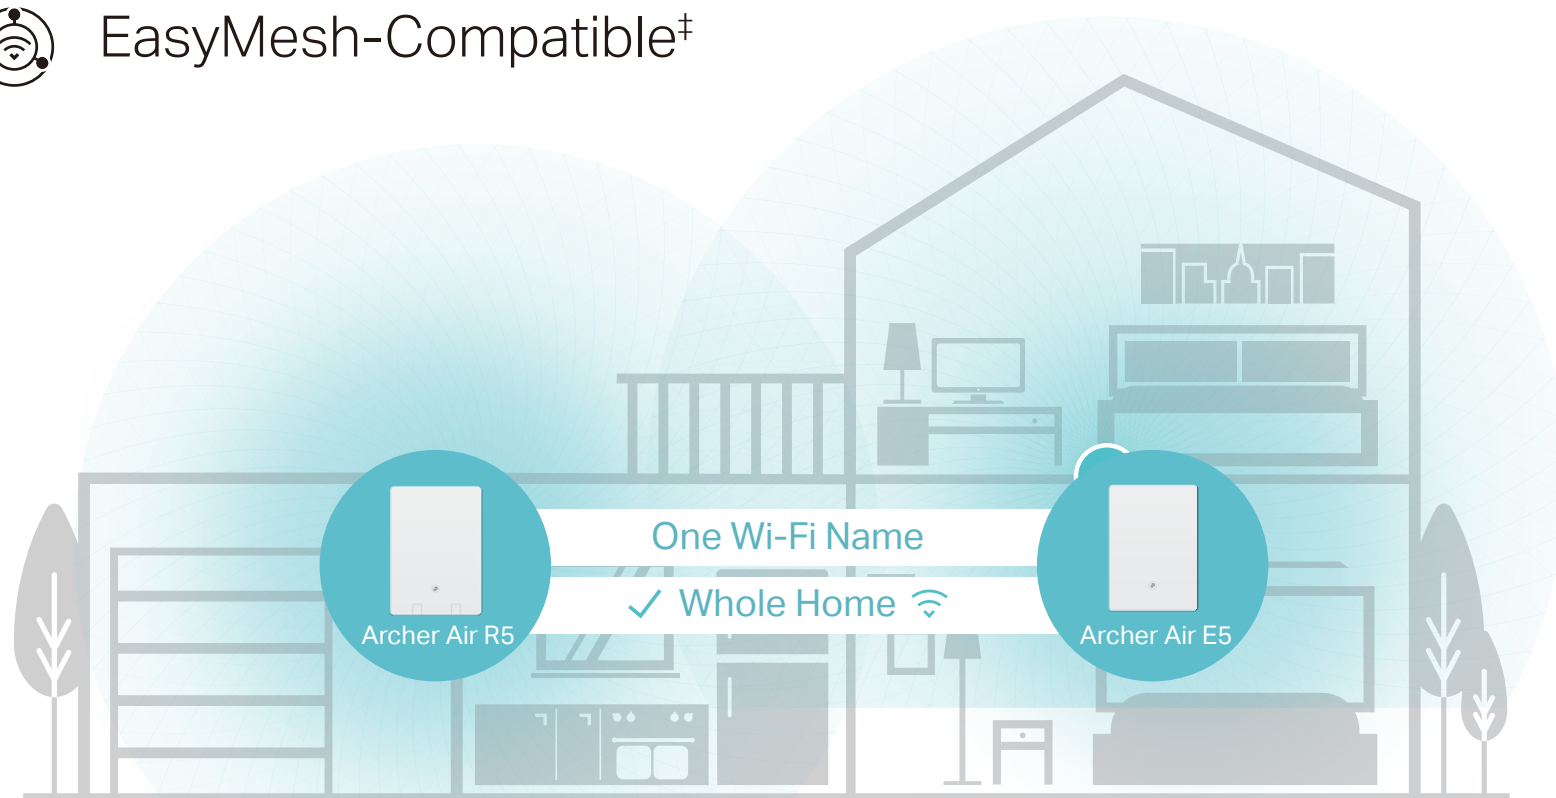 EasyMesh-Compatible‡
One Wi-Fi Name
Whole Home
Archer Air R5
Archer Air E5